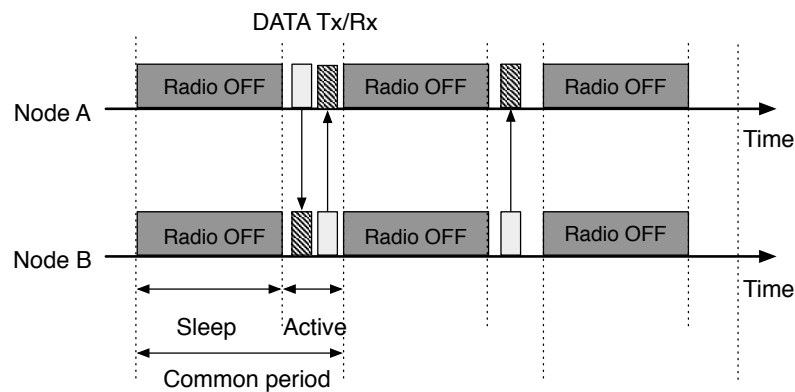 DATA Tx/Rx
Radio OFF Radio OFF Radio OFF
Node A
Time
Radio OFF Radio OFF Radio OFF
Node B
Time
Sleep Active
Common period